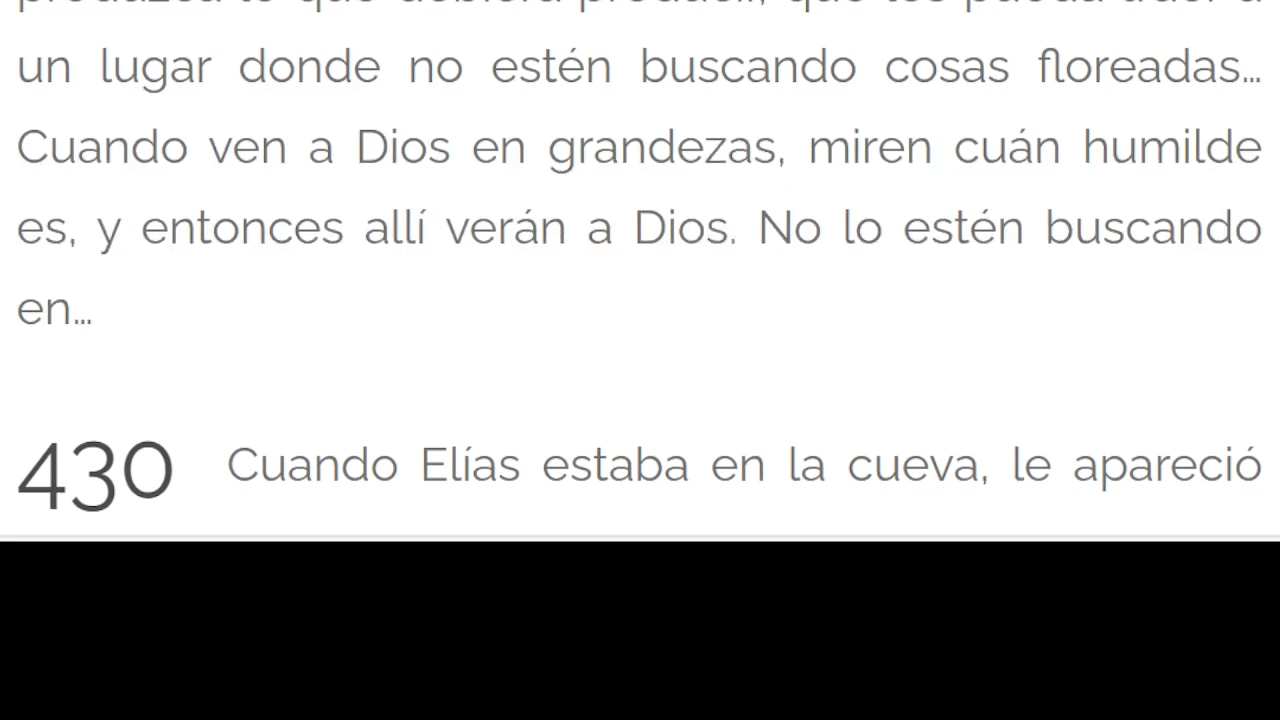 un lugar donde no estén buscando cosas floreadas…
Cuando ven a Dios en grandezas, miren cuán humilde
es, y entonces allí verán a Dios. No lo estén buscando
en…
430 Cuando Elías estaba en la cueva, le apareció